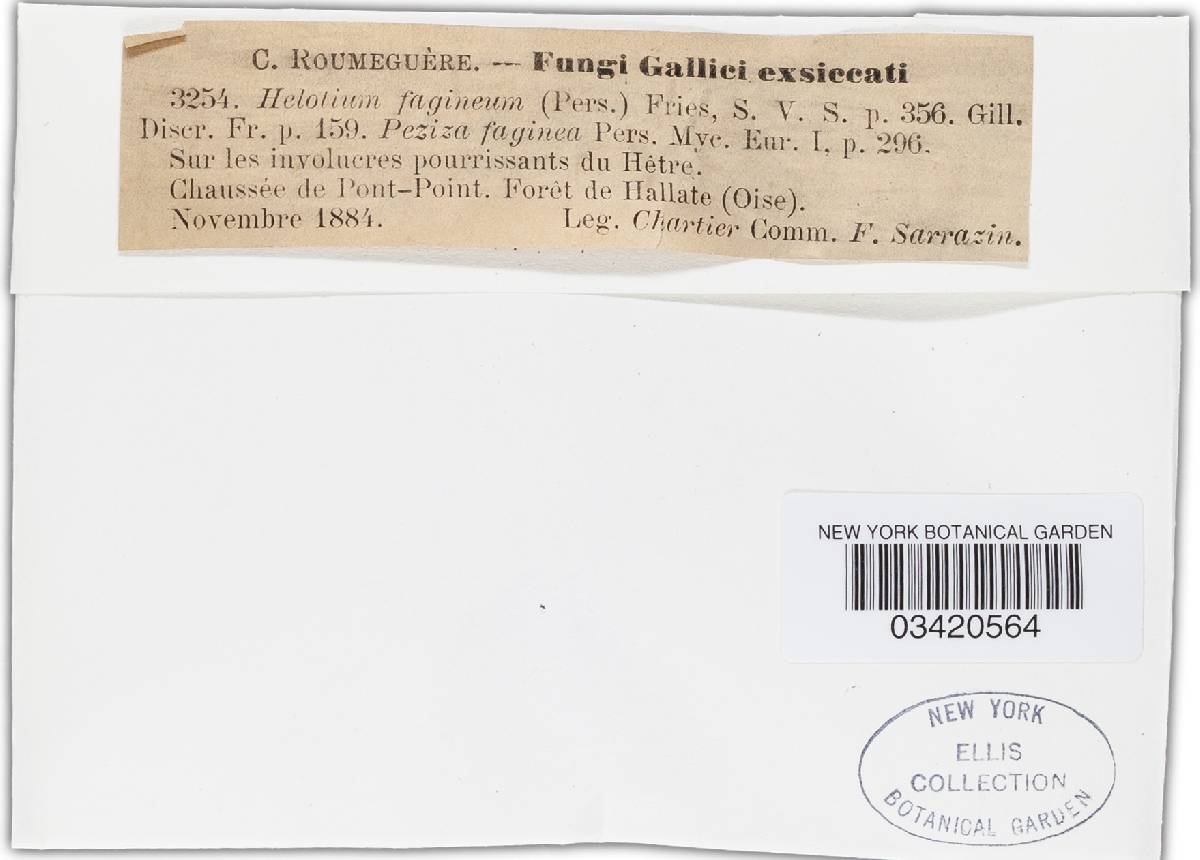 C. ROUMEGUÈRE. — Fungi Gallici exsiccati
3254. Helotium fagineum (Pers.) Fries, S. V. S. p. 356. Gill.
Discr. Fr. p. 159. Peziza faginea Pers. Myc. Eur. I, p. 296.
Sur les involucres pourrissants du Hêtre.
Chaussée de Pont-Point. Forêt de Hallate (Oise).
Novembre 1884. Leg. Chartier Comm. F. Sarrazin.
NEW YORK BOTANICAL GARDEN
03420564
NEW YORK
ELLIS
COLLECTION
BOTANICAL GARDEN